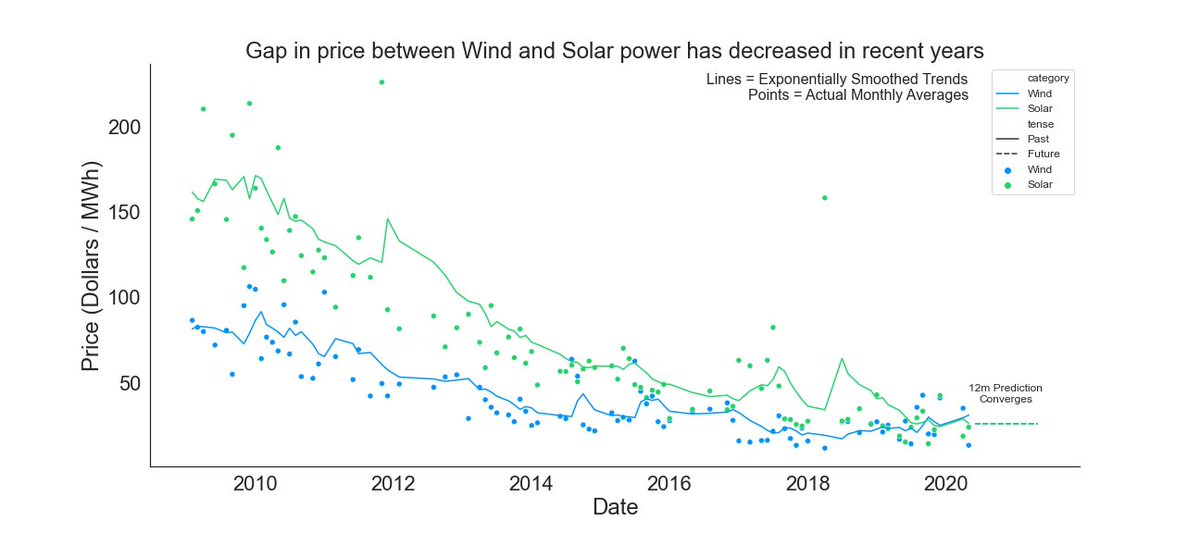 Gap in price between Wind and Solar power has decreased in recent years
Lines = Exponentially Smoothed Trends
Points = Actual Monthly Averages
category
Wind
Solar
tense
Past
Future
Wind
Solar
200
150
100
50
Price (Dollars / MWh)
12m Prediction
Converges
2010
2012
2014
2016
2018
2020
Date